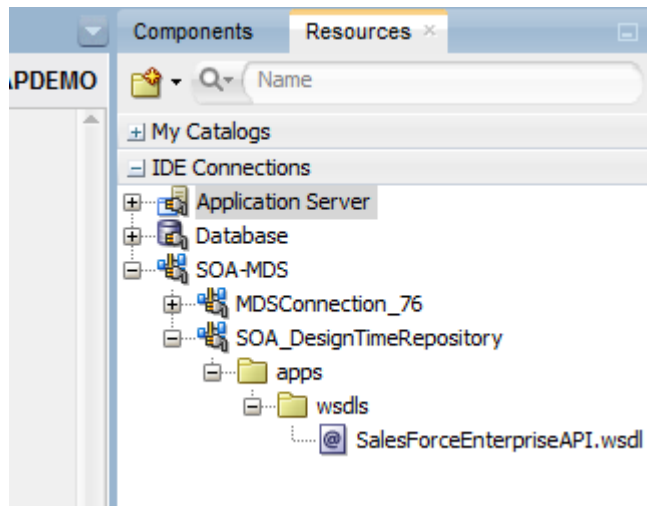 Components Resources
APDEMO Name
My Catalogs
IDE Connections
Application Server
Database
SOA-MDS
MDSConnection_76
SOA_DesignTimeRepository
apps
wsdls
@ SalesForceEnterpriseAPI.wsdl